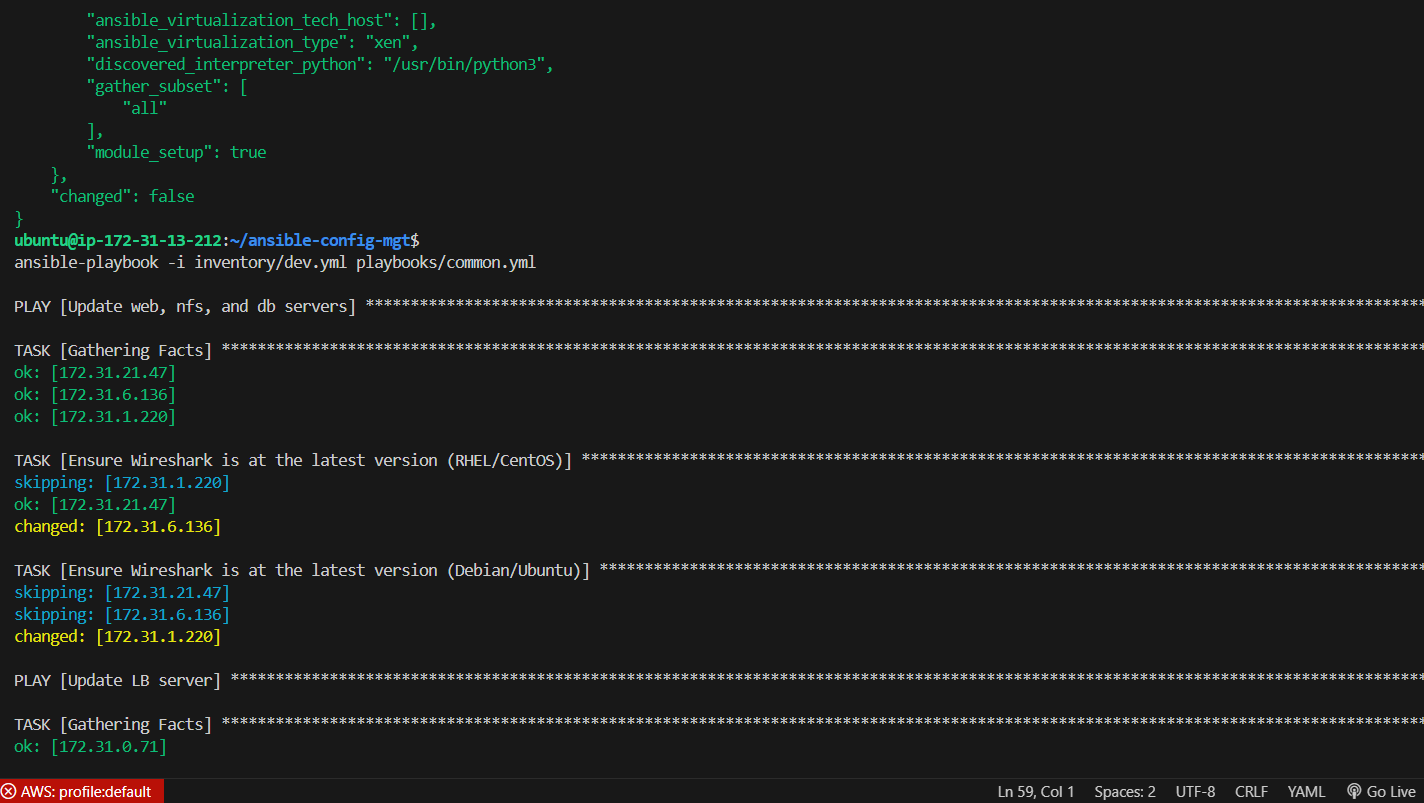 "ansible_virtualization_tech_host": [],
"ansible_virtualization_type": "xen",
"discovered_interpreter_python": "/usr/bin/python3",
"gather_subset": [
"all"
],
"module_setup": true
},
"changed": false
}
ubuntu@ip-172-31-13-212:~/ansible-config-mgt$
ansible-playbook -i inventory/dev.yml playbooks/common.yml
PLAY [Update web, nfs, and db servers] **********************************************************************************************************************
TASK [Gathering Facts] **************************************************************************************************************************************
ok: [172.31.21.47]
ok: [172.31.6.136]
ok: [172.31.1.220]
TASK [Ensure Wireshark is at the latest version (RHEL/CentOS)] **********************************************************************************************
skipping: [172.31.1.220]
ok: [172.31.21.47]
changed: [172.31.6.136]
TASK [Ensure Wireshark is at the latest version (Debian/Ubuntu)] ********************************************************************************************
skipping: [172.31.21.47]
skipping: [172.31.6.136]
changed: [172.31.1.220]
PLAY [Update LB server] *************************************************************************************************************************************
TASK [Gathering Facts] **************************************************************************************************************************************
ok: [172.31.0.71]
AWS: profile:default Ln 59, Col 1 Spaces: 2 UTF-8 CRLF YAML Go Live